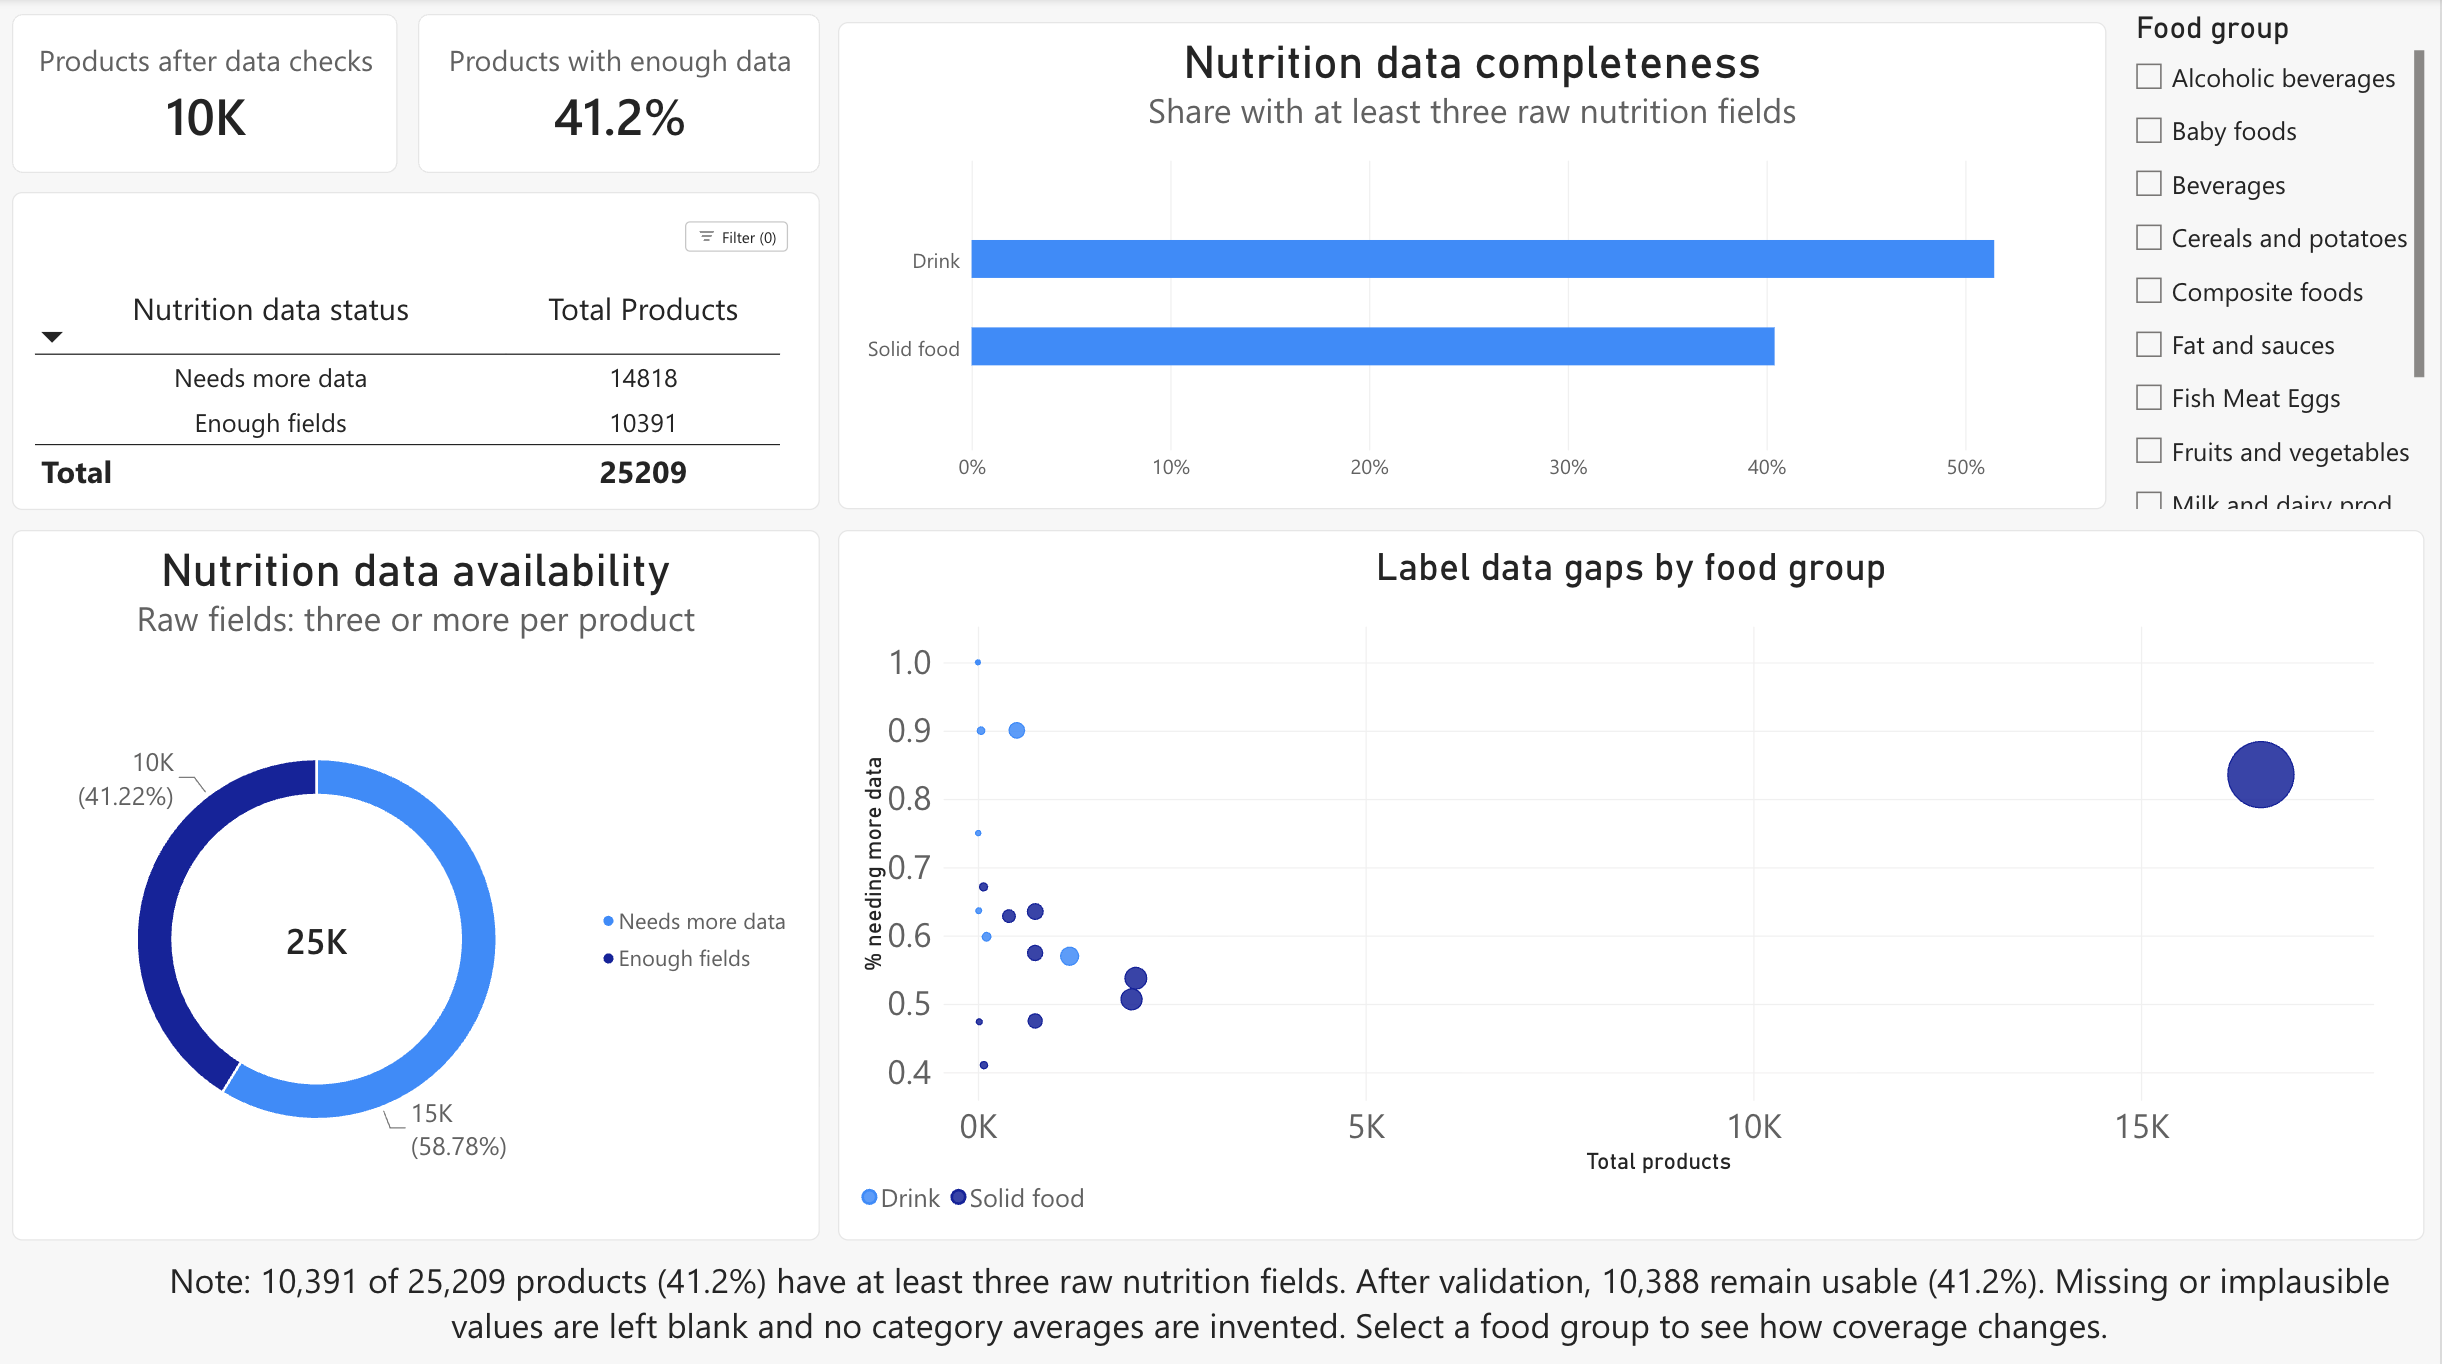 Products after data checks
10K
Products with enough data
41.2%
Filter (0)
Nutrition data status Total Products
Needs more data 14818
Enough fields 10391
Total 25209
Nutrition data completeness
Share with at least three raw nutrition fields
Drink
Solid food
0% 10% 20% 30% 40% 50%
Food group
Alcoholic beverages
Baby foods
Beverages
Cereals and potatoes
Composite foods
Fat and sauces
Fish Meat Eggs
Fruits and vegetables
Milk and dairy prod
Nutrition data availability
Raw fields: three or more per product
10K
(41.22%)
25K
15K
(58.78%)
Needs more data
Enough fields
Label data gaps by food group
% needing more data
1.0
0.9
0.8
0.7
0.6
0.5
0.4
0K 5K 10K 15K
Total products
Drink Solid food
Note: 10,391 of 25,209 products (41.2%) have at least three raw nutrition fields. After validation, 10,388 remain usable (41.2%). Missing or implausible
values are left blank and no category averages are invented. Select a food group to see how coverage changes.